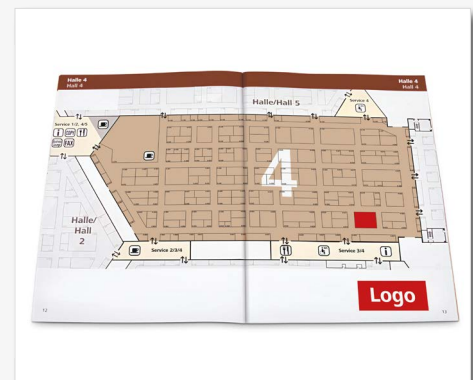 Halle 4
Hall 4
Halle 4
Hall 4
Halle/Hall 5
Service 4
Service 1/2, 4/5
FAX
4
Halle/
Hall
2
Service 2/3/4
Service 3/4
Logo
12
13